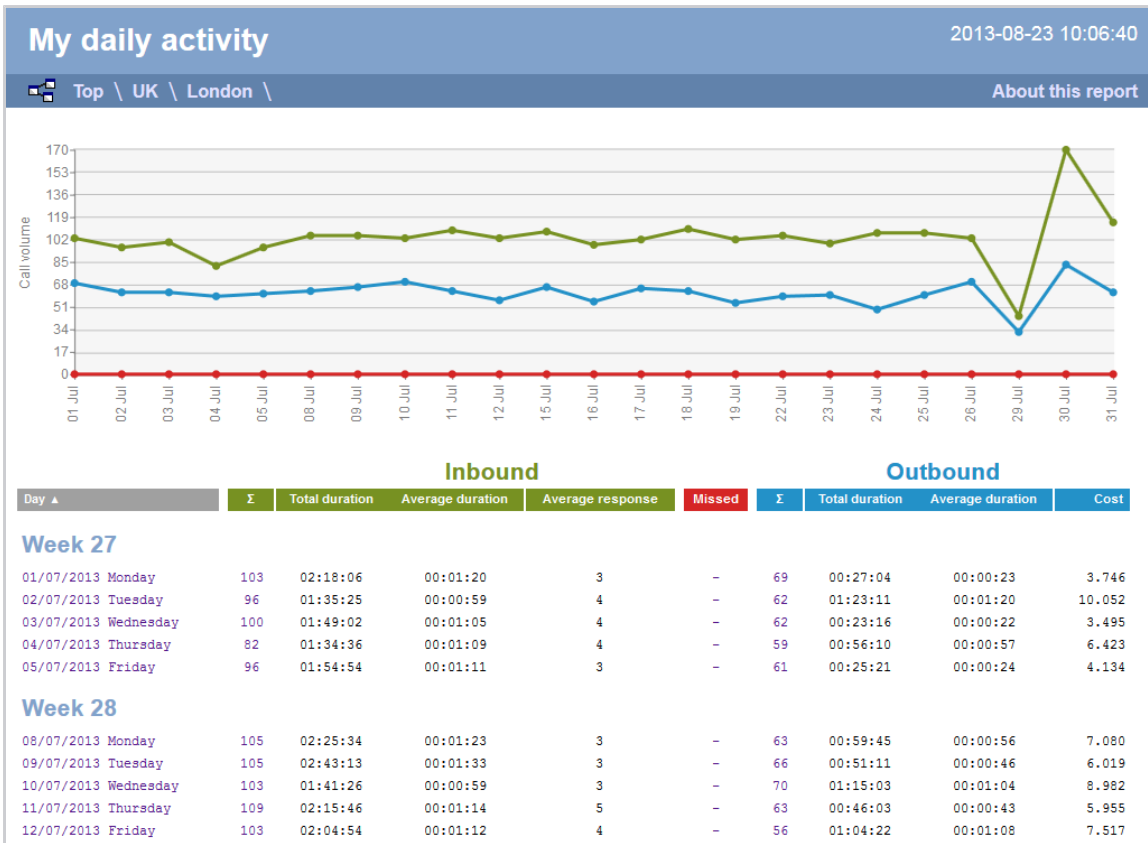 My daily activity 2013-08-23 10:06:40
Top \ UK \ London \ About this report
Call volume
170
153
136
119
102
85
68
51
34
17
0
01 Jul 02 Jul 03 Jul 04 Jul 05 Jul 08 Jul 09 Jul 10 Jul 11 Jul 12 Jul 15 Jul 16 Jul 17 Jul 18 Jul 19 Jul 22 Jul 23 Jul 24 Jul 25 Jul 26 Jul 29 Jul 30 Jul 31 Jul
Inbound Outbound
Day ▲ Σ Total duration Average duration Average response Missed Σ Total duration Average duration Cost
Week 27
01/07/2013 Monday 103 02:18:06 00:01:20 3 - 69 00:27:04 00:00:23 3.746
02/07/2013 Tuesday 96 01:35:25 00:00:59 4 - 62 01:23:11 00:01:20 10.052
03/07/2013 Wednesday 100 01:49:02 00:01:05 4 - 62 00:23:16 00:00:22 3.495
04/07/2013 Thursday 82 01:34:36 00:01:09 4 - 59 00:56:10 00:00:57 6.423
05/07/2013 Friday 96 01:54:54 00:01:11 3 - 61 00:25:21 00:00:24 4.134
Week 28
08/07/2013 Monday 105 02:25:34 00:01:23 3 - 63 00:59:45 00:00:56 7.080
09/07/2013 Tuesday 105 02:43:13 00:01:33 3 - 66 00:51:11 00:00:46 6.019
10/07/2013 Wednesday 103 01:41:26 00:00:59 3 - 70 01:15:03 00:01:04 8.982
11/07/2013 Thursday 109 02:15:46 00:01:14 5 - 63 00:46:03 00:00:43 5.955
12/07/2013 Friday 103 02:04:54 00:01:12 4 - 56 01:04:22 00:01:08 7.517